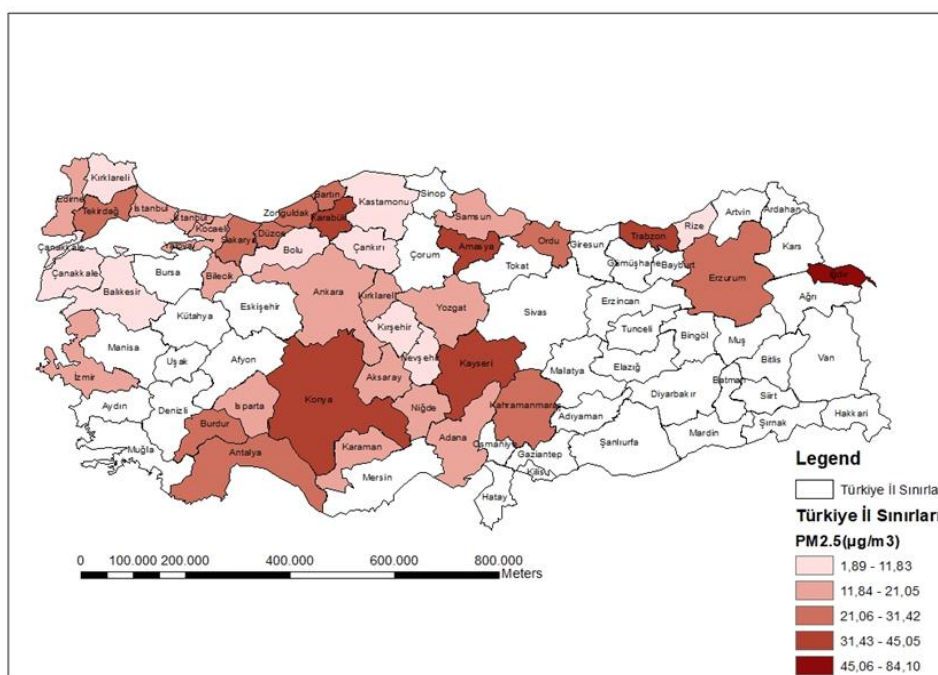 Kırklareli
Edirne
Tekirdağ
İstanbul
İstanbul
Kocaeli
Yalova
Sakarya
Düzce
Zonguldak
Bartın
Karabük
Kastamonu
Sinop
Samsun
Ordu
Giresun
Trabzon
Rize
Artvin
Ardahan
Kars
Çanakkale
Çanakkale
Balıkesir
Bursa
Bilecik
Bolu
Çankırı
Çorum
Amasya
Tokat
Gümüşhane
Bayburt
Erzurum
Iğdır
Ağrı
Kütahya
Eskişehir
Ankara
Kırklareli
Kırşehir
Yozgat
Sivas
Erzincan
Tunceli
Bingöl
Muş
Bitlis
Van
Manisa
İzmir
Uşak
Afyon
Konya
Aksaray
Nevşehir
Kayseri
Malatya
Elazığ
Diyarbakır
Batman
Siirt
Hakkari
Şırnak
Mardin
Aydın
Denizli
Isparta
Burdur
Niğde
Kahramanmaraş
Adıyaman
Şanlıurfa
Muğla
Antalya
Karaman
Mersin
Adana
Osmaniye
Gaziantep
Kilis
Hatay
Legend
Türkiye İl Sınırla
Türkiye İl Sınırları
PM2.5(µg/m3)
1,89 - 11,83
11,84 - 21,05
21,06 - 31,42
31,43 - 45,05
45,06 - 84,10
0 100.000 200.000 400.000 600.000 800.000
Meters